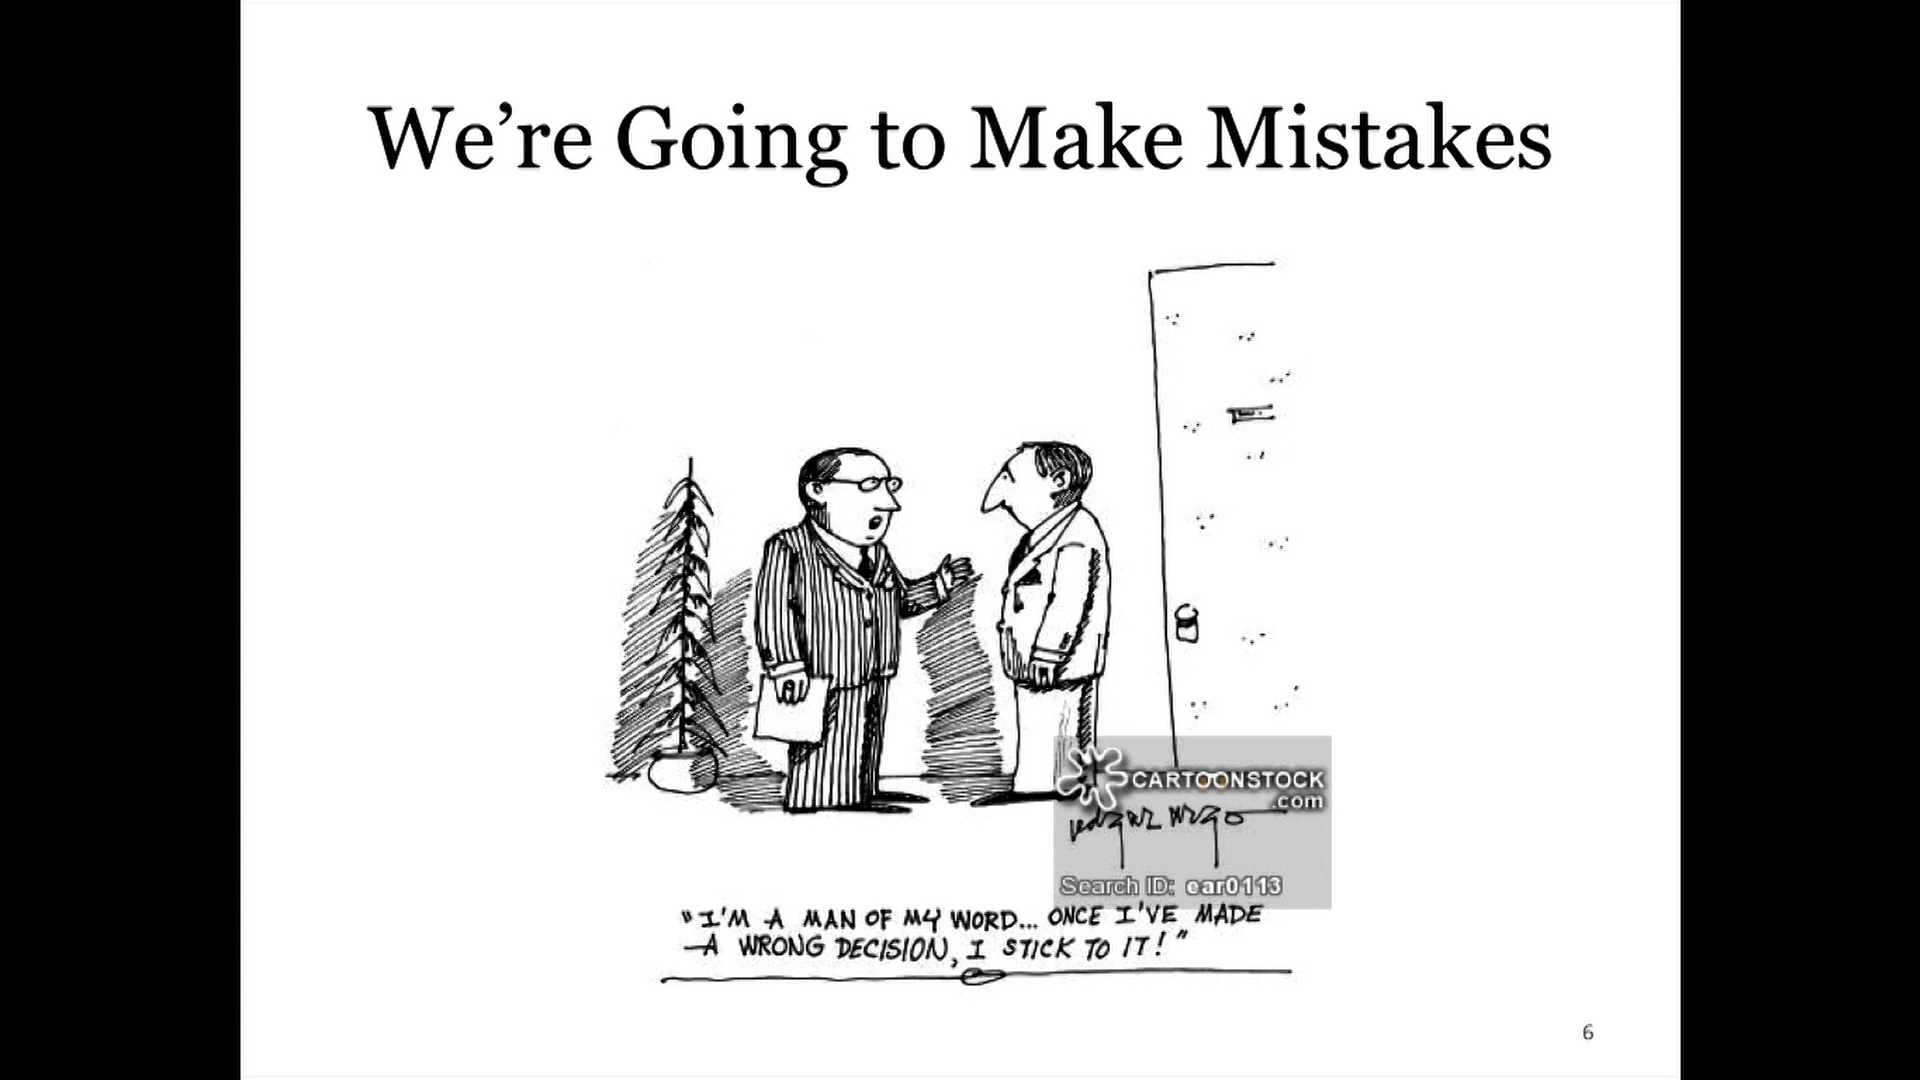 We’re Going to Make Mistakes
CARTOONSTOCK
.com
Search ID: ear0113
"I'M A MAN OF MY WORD... ONCE I'VE MADE
A WRONG DECISION, I STICK TO IT!"
6